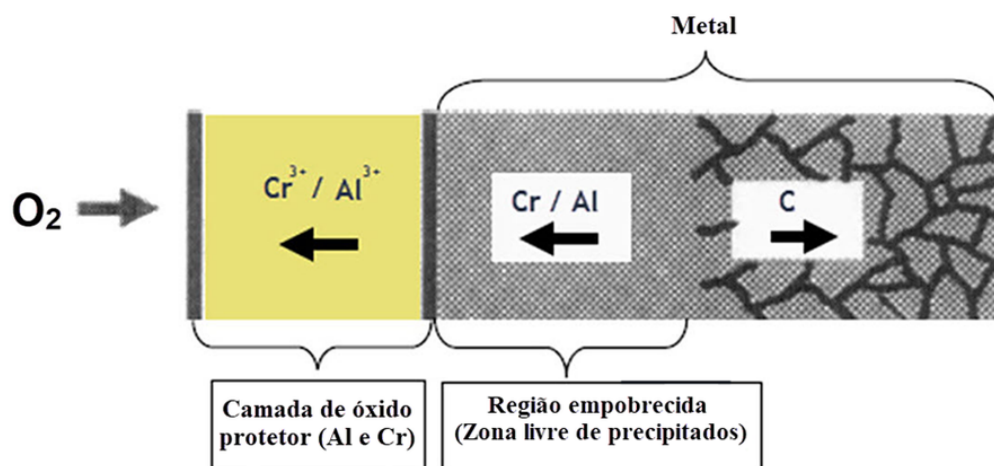 Metal
O₂
Cr³⁺ / Al³⁺
Cr / Al
C
Camada de óxido
protetor (Al e Cr)
Região empobrecida
(Zona livre de precipitados)